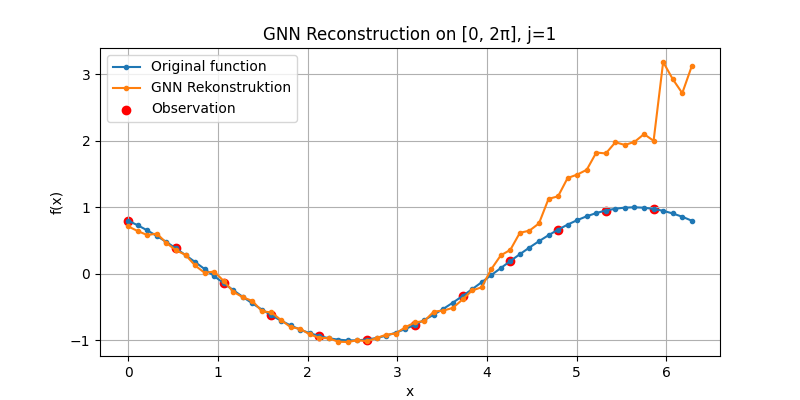 GNN Reconstruction on [0, 2π], j=1
Original function
GNN Rekonstruktion
Observation
f(x)
3
2
1
0
−1
0
1
2
3
4
5
6
x